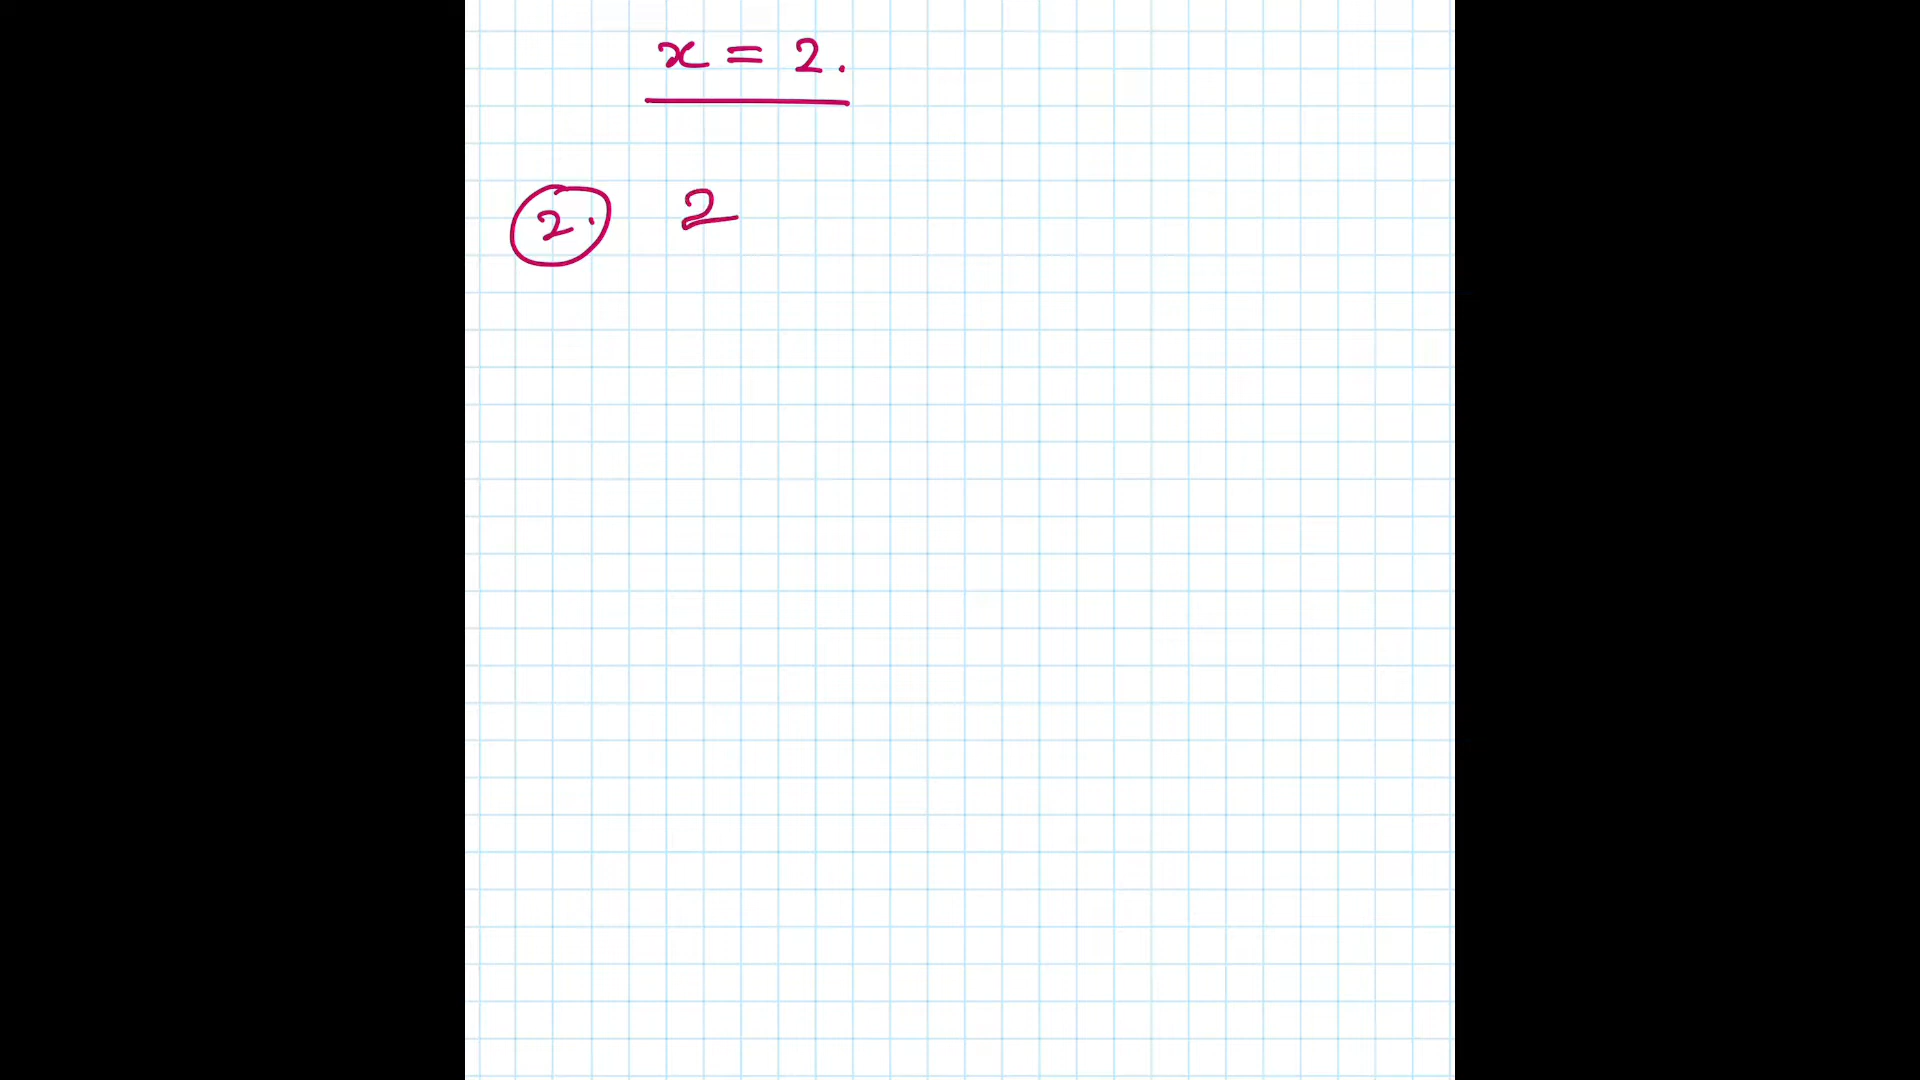 x = 2.
2. 2